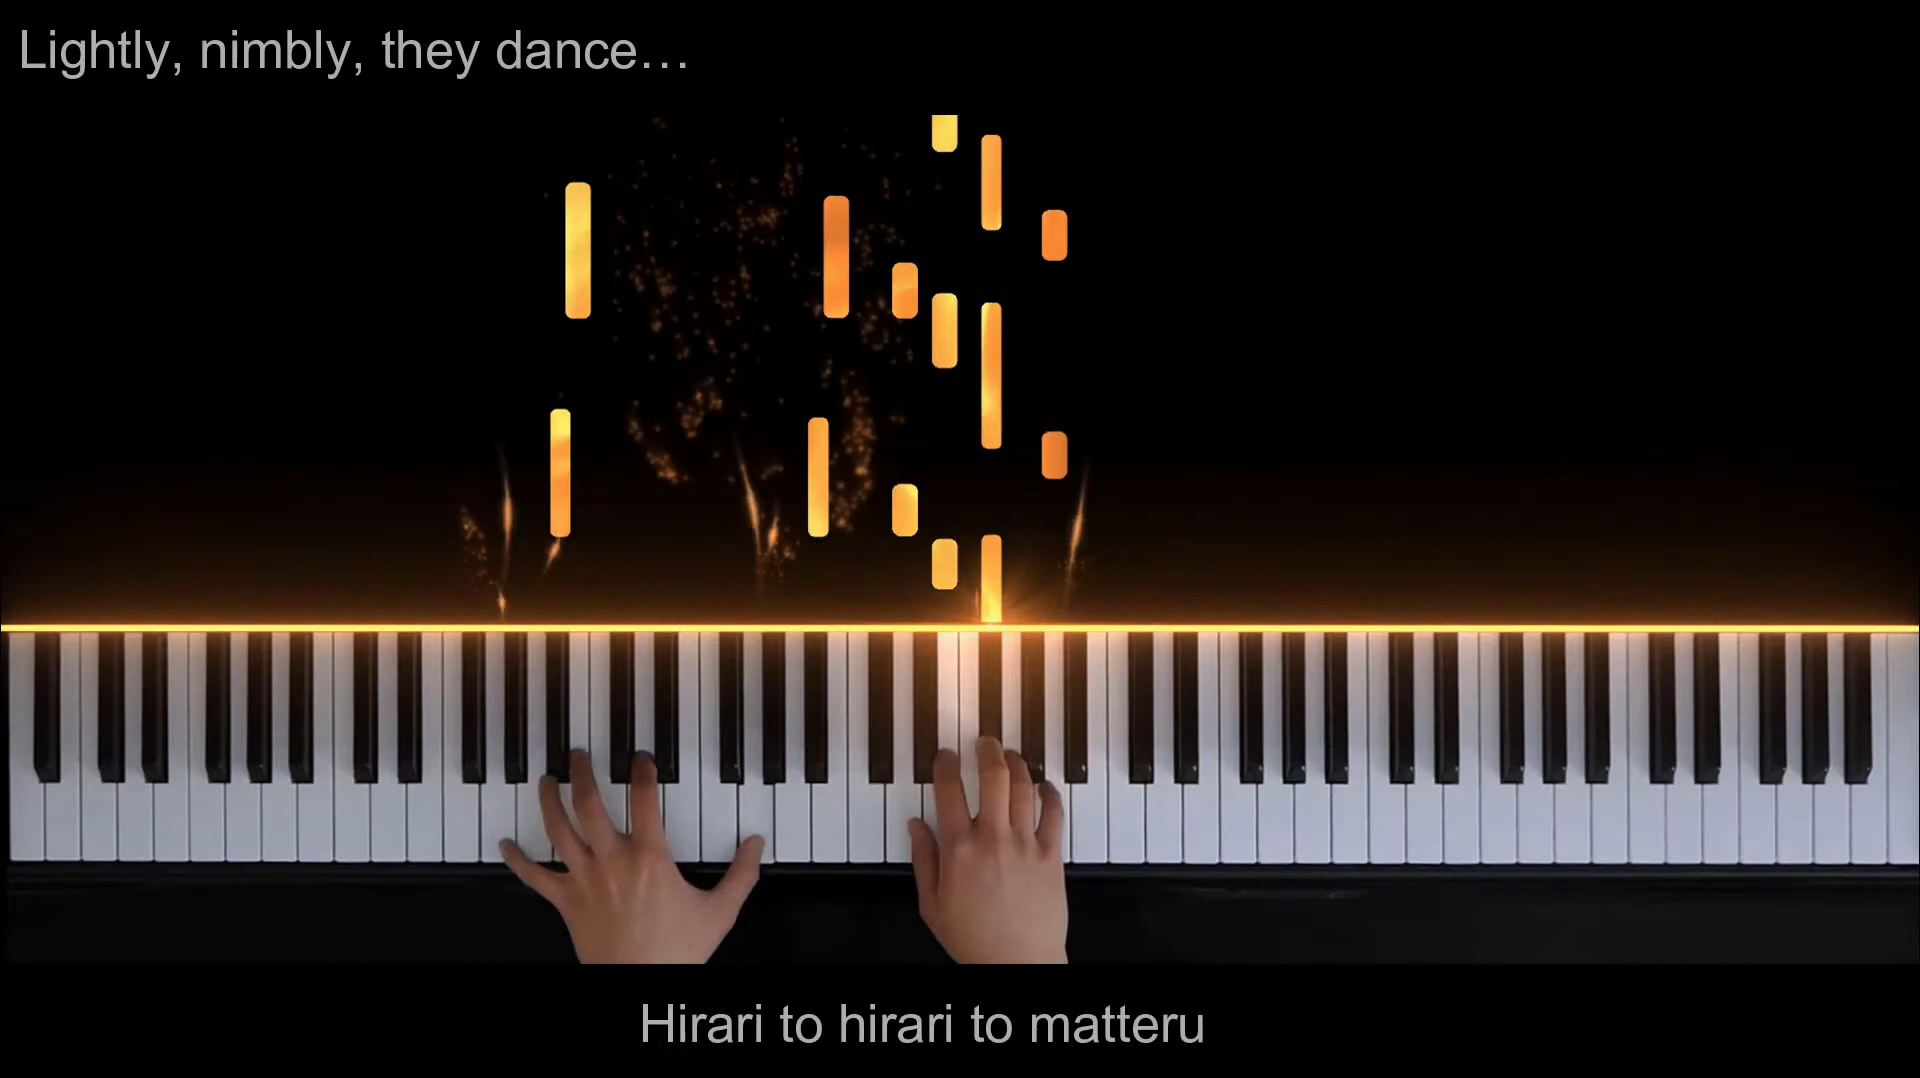 Lightly, nimbly, they dance…
Hirari to hirari to matteru